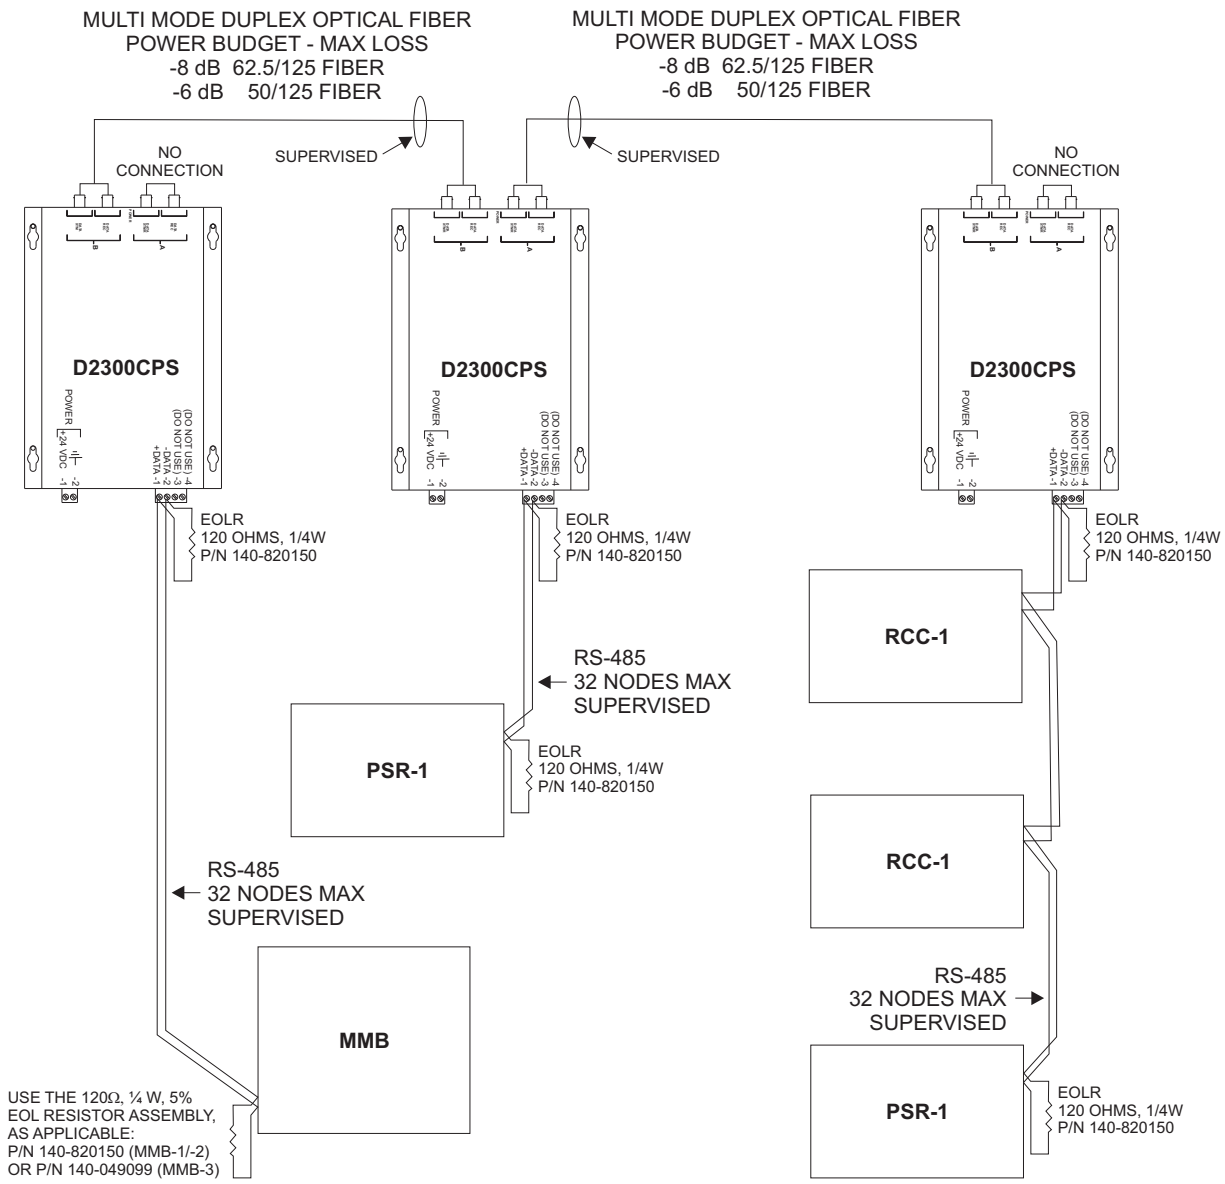 MULTI MODE DUPLEX OPTICAL FIBER
POWER BUDGET - MAX LOSS
-8 dB 62.5/125 FIBER
-6 dB 50/125 FIBER
MULTI MODE DUPLEX OPTICAL FIBER
POWER BUDGET - MAX LOSS
-8 dB 62.5/125 FIBER
-6 dB 50/125 FIBER
NO
CONNECTION
SUPERVISED
SUPERVISED
NO
CONNECTION
B
A
B
A
B
A
D2300CPS
D2300CPS
D2300CPS
POWER
+24 VDC -1
-2
+DATA -1
-DATA -2
(DO NOT USE) -3
(DO NOT USE) -4
POWER
+24 VDC -1
-2
+DATA -1
-DATA -2
(DO NOT USE) -3
(DO NOT USE) -4
POWER
+24 VDC -1
-2
+DATA -1
-DATA -2
(DO NOT USE) -3
(DO NOT USE) -4
EOLR
120 OHMS, 1/4W
P/N 140-820150
EOLR
120 OHMS, 1/4W
P/N 140-820150
EOLR
120 OHMS, 1/4W
P/N 140-820150
RCC-1
RS-485
32 NODES MAX
SUPERVISED
PSR-1
EOLR
120 OHMS, 1/4W
P/N 140-820150
RCC-1
RS-485
32 NODES MAX
SUPERVISED
RS-485
32 NODES MAX
SUPERVISED
MMB
PSR-1
EOLR
120 OHMS, 1/4W
P/N 140-820150
USE THE 120Ω, ¼ W, 5%
EOL RESISTOR ASSEMBLY,
AS APPLICABLE:
P/N 140-820150 (MMB-1/-2)
OR P/N 140-049099 (MMB-3)